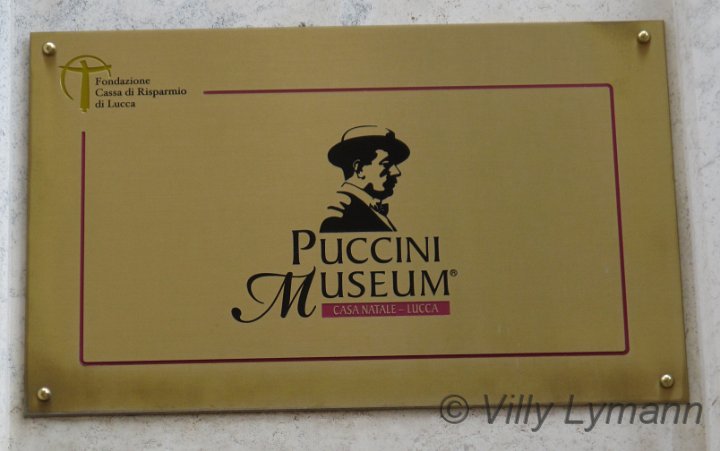 Fondazione
Cassa di Risparmio
di Lucca
PUCCINI
MUSEUM®
CASA NATALE – LUCCA
© Villy Lymann